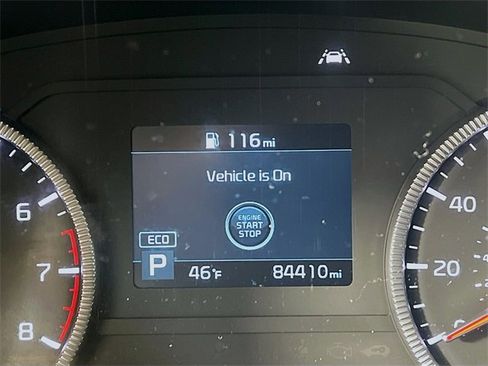 116 mi
Vehicle is On
ENGINE
START
STOP
ECO
P
46°F
84410 mi
6
7
8
40
20